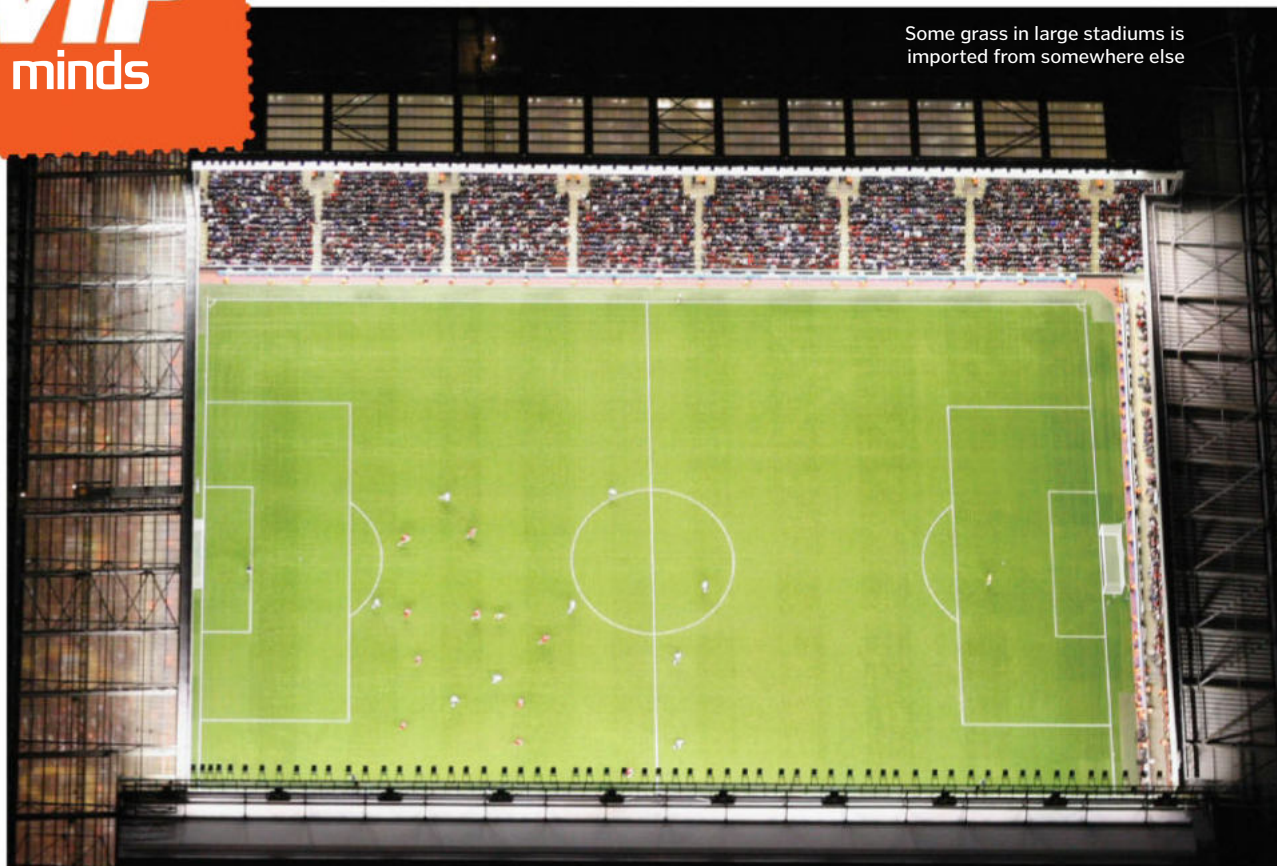 minds
Some grass in large stadiums is
imported from somewhere else